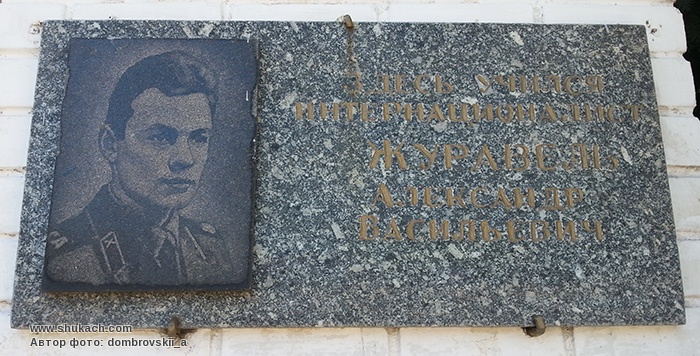 ЗДЕСЬ УЧИЛСЯ
ИНТЕРНАЦИОНАЛИСТ
ЖУРАВЕЛЬ
АЛЕКСАНДР
ВАСИЛЬЕВИЧ
www.shukach.com
Автор фото: dombrovskii_a